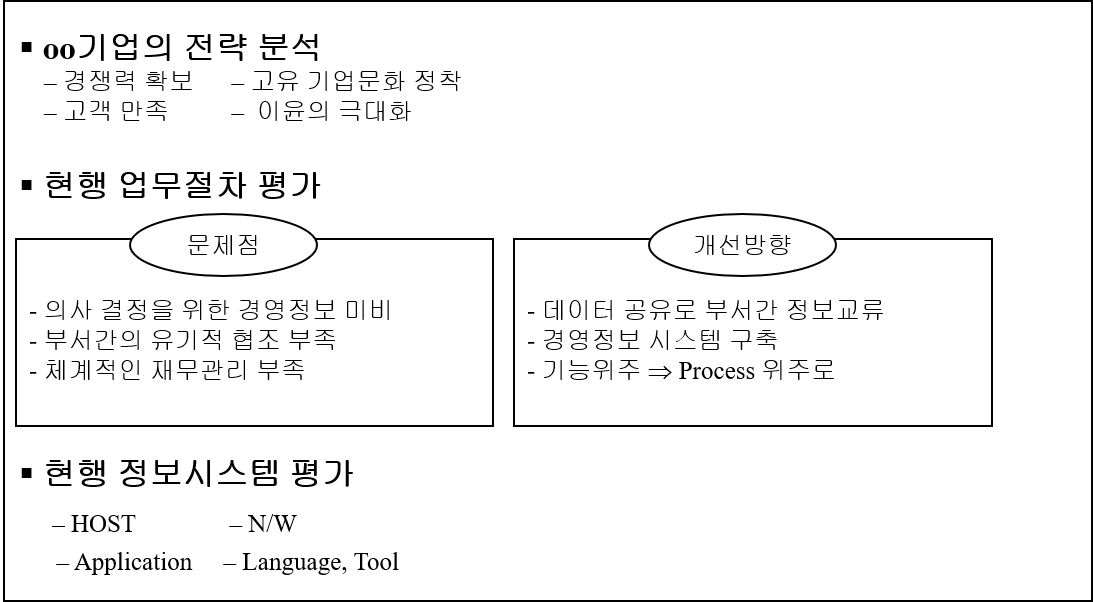 ▪ oo기업의 전략 분석
– 경쟁력 확보 – 고유 기업문화 정착
– 고객 만족 – 이윤의 극대화
▪ 현행 업무절차 평가
문제점
- 의사 결정을 위한 경영정보 미비
- 부서간의 유기적 협조 부족
- 체계적인 재무관리 부족
개선방향
- 데이터 공유로 부서간 정보교류
- 경영정보 시스템 구축
- 기능위주 ⇒ Process 위주로
▪ 현행 정보시스템 평가
– HOST – N/W
– Application – Language, Tool